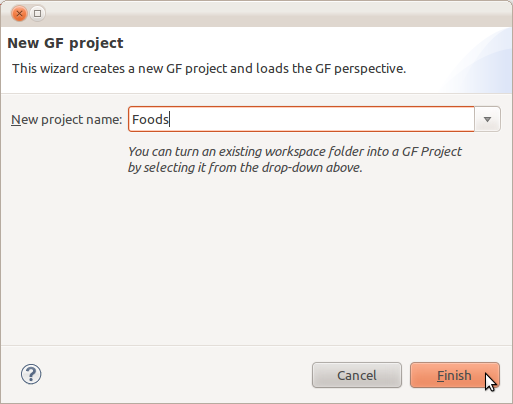 New GF project
This wizard creates a new GF project and loads the GF perspective.
New project name: Foods
You can turn an existing workspace folder into a GF Project
by selecting it from the drop-down above.
?
Cancel Finish